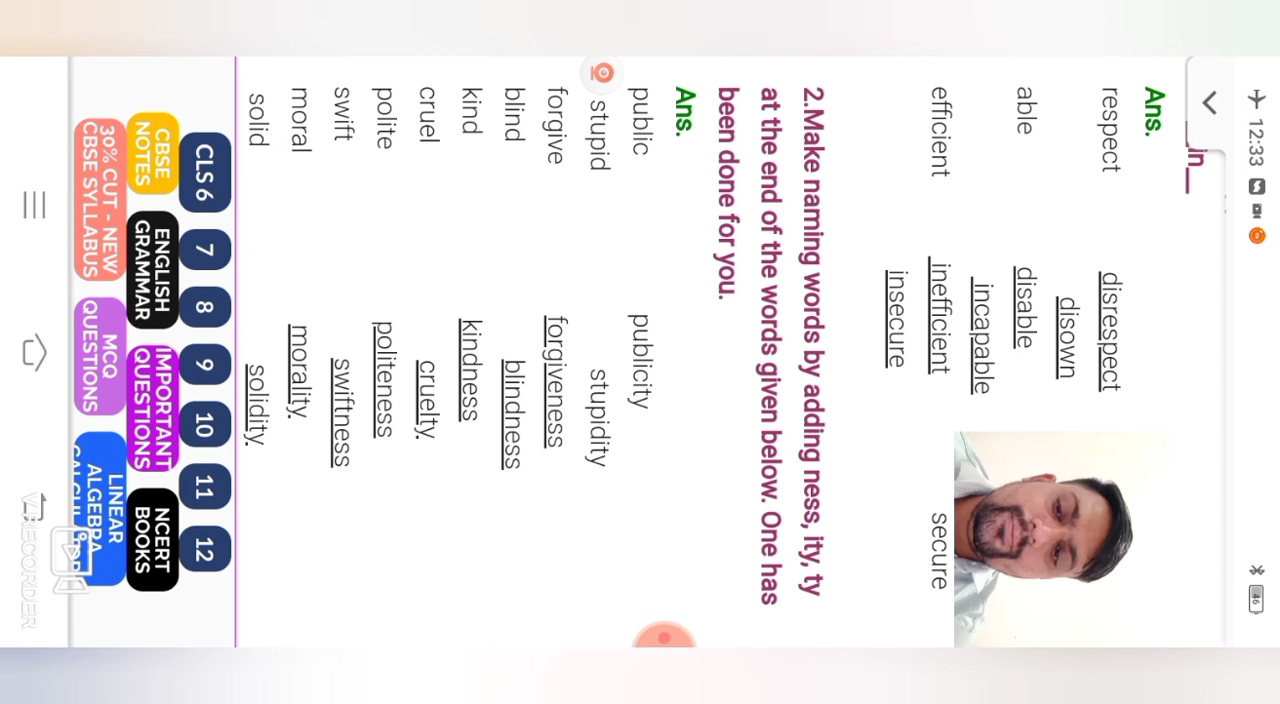 12:33
46
in
Ans.
respect disrespect
disown
able disable
incapable
efficient inefficient secure
insecure
2.Make naming words by adding ness, ity, ty
at the end of the words given below. One has
been done for you.
Ans.
public publicity
stupid stupidity
forgive forgiveness
blind blindness
kind kindness
cruel cruelty.
polite politeness
swift swiftness
moral morality.
solid solidity.
CLS 6 7 8 9 10 11 12
CBSE NOTES ENGLISH GRAMMAR IMPORTANT QUESTIONS NCERT BOOKS
30% CUT - NEW CBSE SYLLABUS MCQ QUESTIONS LINEAR ALGEBRA
V RECORDER